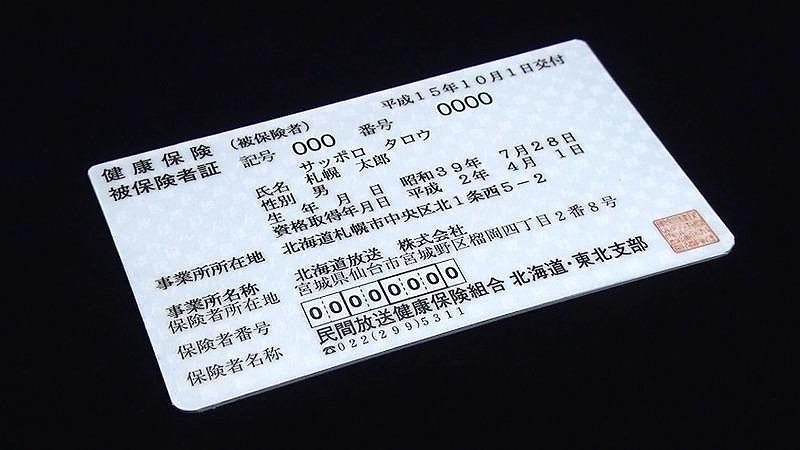 平成15年10月1日交付
健康保険 (被保険者)
被保険者証
記号 000 番号 0000
サッポロ タロウ
氏名 札幌 太郎
性別 男
生年月日 昭和39年 7月28日
資格取得年月日 平成 2年 4月 1日
事業所所在地 北海道札幌市中央区北1条西5-2
事業所名称 北海道放送 株式会社
保険者所在地 宮城県仙台市宮城野区榴岡四丁目2番8号
保険者番号 00000000
保険者名称 民間放送健康保険組合 北海道・東北支部
☎022(299)5311